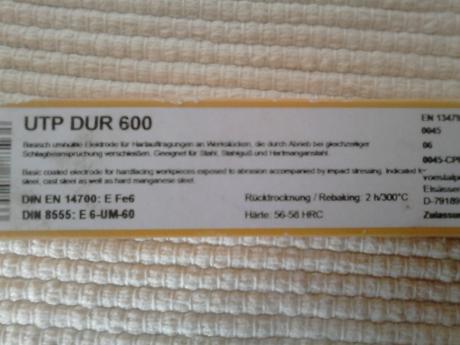 UTP DUR 600
Basisch umhüllte Elektrode für Hartauftragungen an Werkstücken, die durch Abrieb bei gleichzeitiger
Schlagbeanspruchung verschleißen. Geeignet für Stahl, Stahlguß und Hartmanganstahl.
Basic coated electrode for hardfacing workpieces exposed to abrasion accompanied by impact stressing. Indicated for
steel, cast steel as well as hard manganese steel.
DIN EN 14700: E Fe6
DIN 8555: E 6-UM-60
Rücktrocknung / Rebaking: 2 h/300°C
Härte: 56-58 HRC
EN 13479
0045
06
0045-CP
Elsässer
D-79189
Zulassu